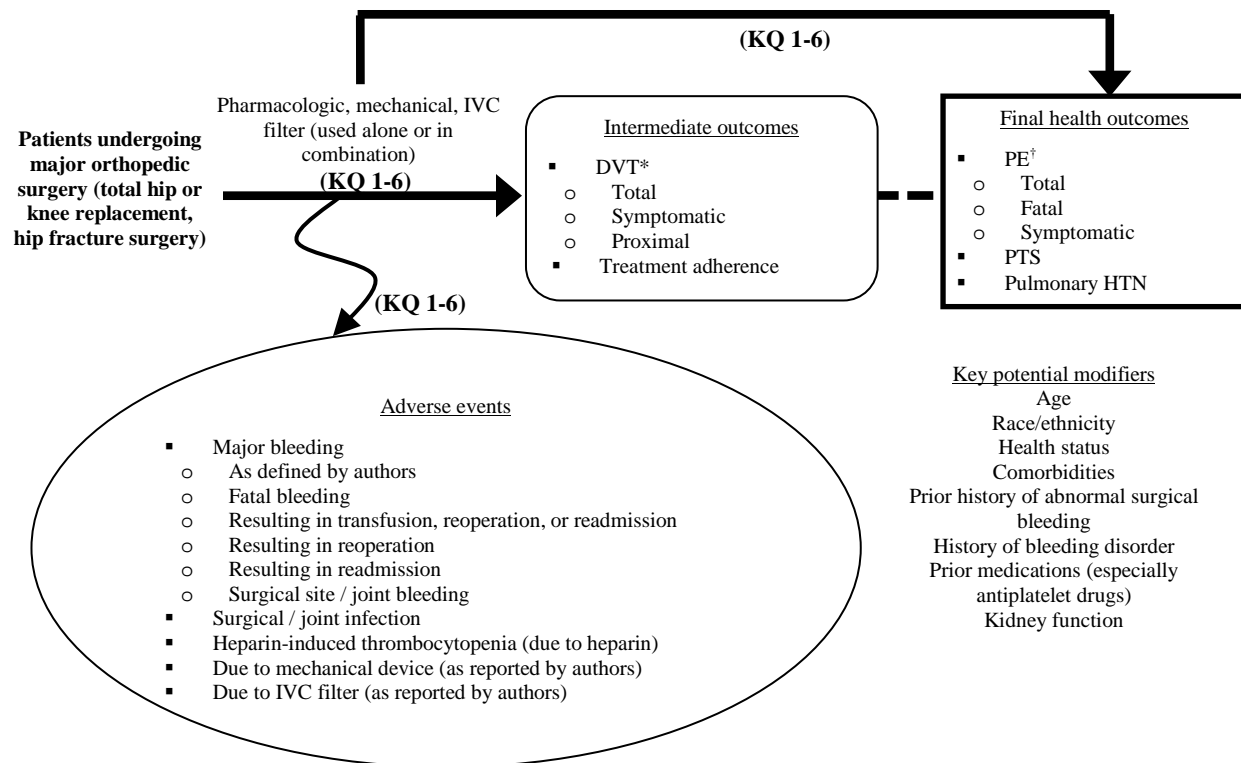 (KQ 1-6)
Pharmacologic, mechanical, IVC
filter (used alone or in
combination)
(KQ 1-6)
Patients undergoing
major orthopedic
surgery (total hip or
knee replacement,
hip fracture surgery)
Intermediate outcomes
▪ DVT*
o Total
o Symptomatic
o Proximal
▪ Treatment adherence
Final health outcomes
▪ PE†
o Total
o Fatal
o Symptomatic
▪ PTS
▪ Pulmonary HTN
(KQ 1-6)
Adverse events
▪ Major bleeding
o As defined by authors
o Fatal bleeding
o Resulting in transfusion, reoperation, or readmission
o Resulting in reoperation
o Resulting in readmission
o Surgical site / joint bleeding
▪ Surgical / joint infection
▪ Heparin-induced thrombocytopenia (due to heparin)
▪ Due to mechanical device (as reported by authors)
▪ Due to IVC filter (as reported by authors)
Key potential modifiers
Age
Race/ethnicity
Health status
Comorbidities
Prior history of abnormal surgical
bleeding
History of bleeding disorder
Prior medications (especially
antiplatelet drugs)
Kidney function